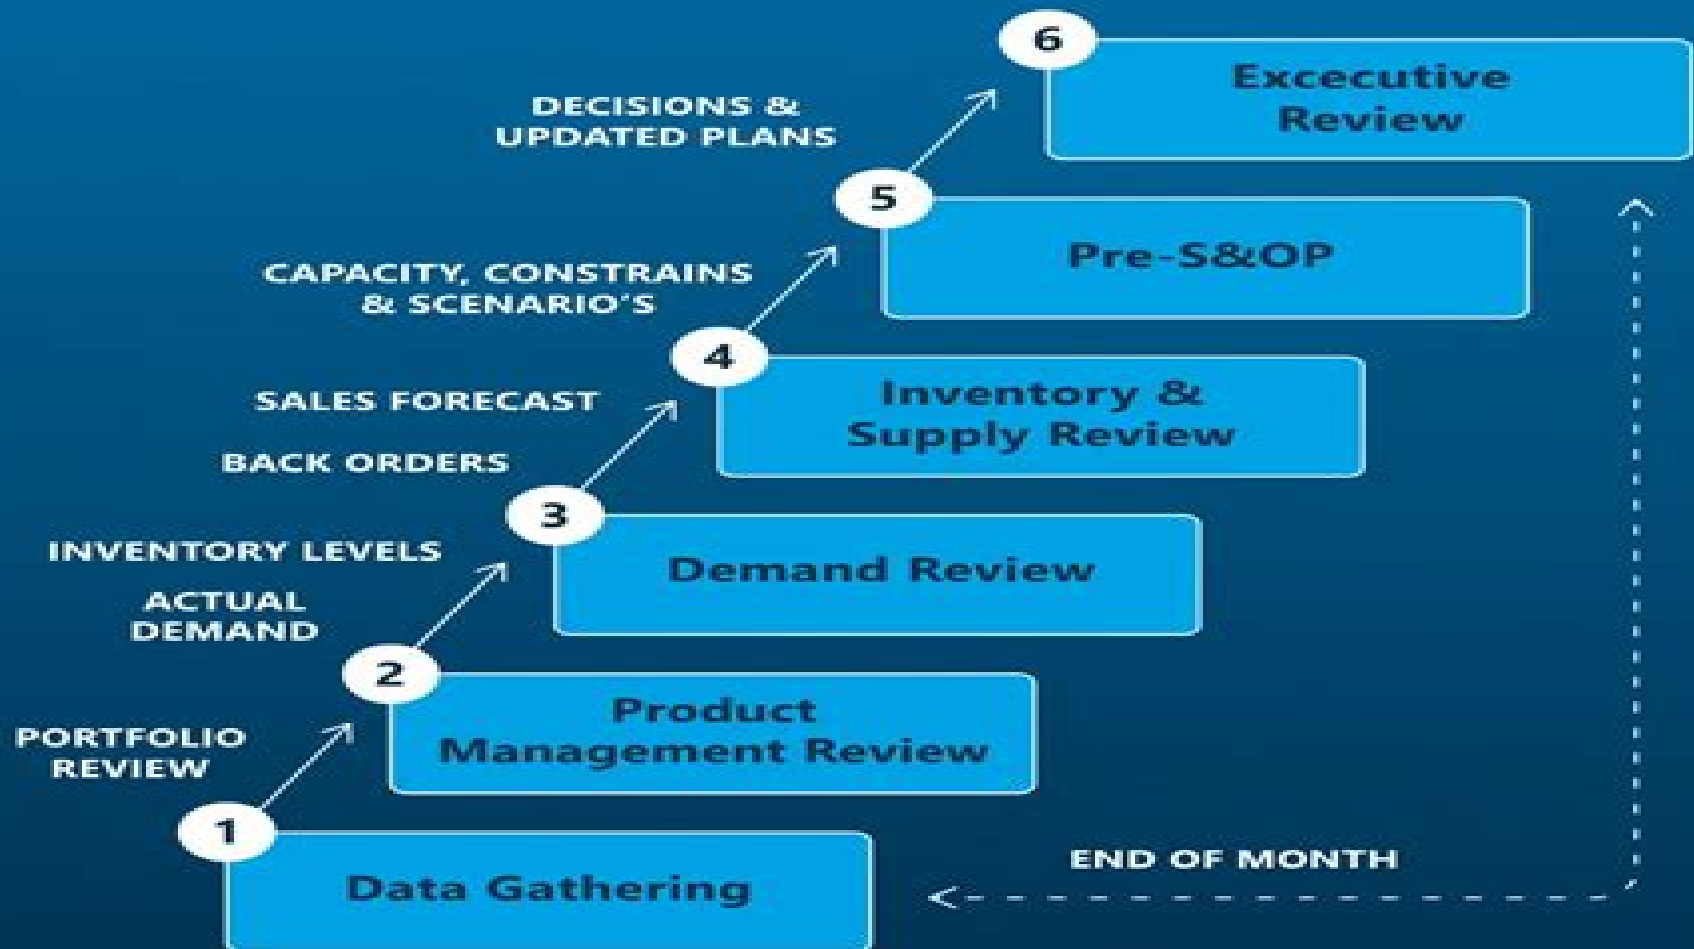 6
Excecutive
Review
DECISIONS &
UPDATED PLANS
5
Pre-S&OP
CAPACITY, CONSTRAINS
& SCENARIO'S
4
Inventory &
Supply Review
SALES FORECAST
BACK ORDERS
3
Demand Review
INVENTORY LEVELS
ACTUAL
DEMAND
2
Product
Management Review
PORTFOLIO
REVIEW
1
Data Gathering
END OF MONTH